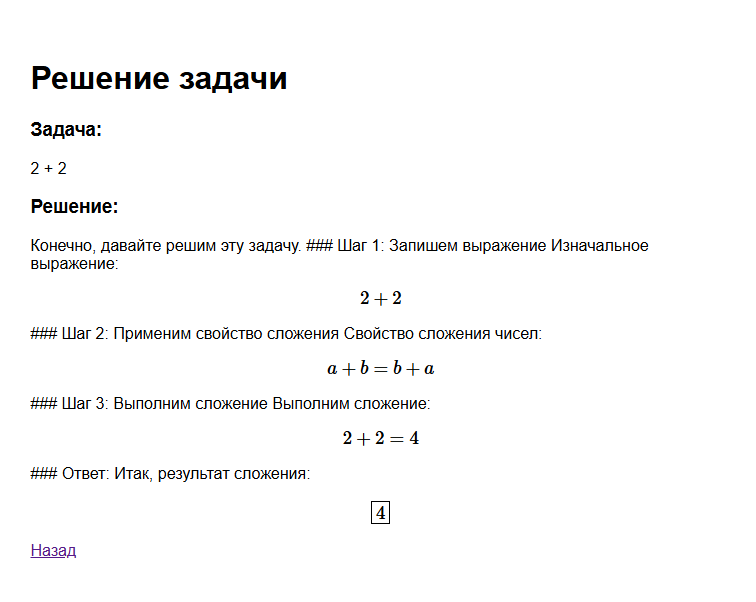 Решение задачи
Задача:
2 + 2
Решение:
Конечно, давайте решим эту задачу. ### Шаг 1: Запишем выражение Изначальное
выражение:
2 + 2
### Шаг 2: Применим свойство сложения Свойство сложения чисел:
a + b = b + a
### Шаг 3: Выполним сложение Выполним сложение:
2 + 2 = 4
### Ответ: Итак, результат сложения:
4
Назад